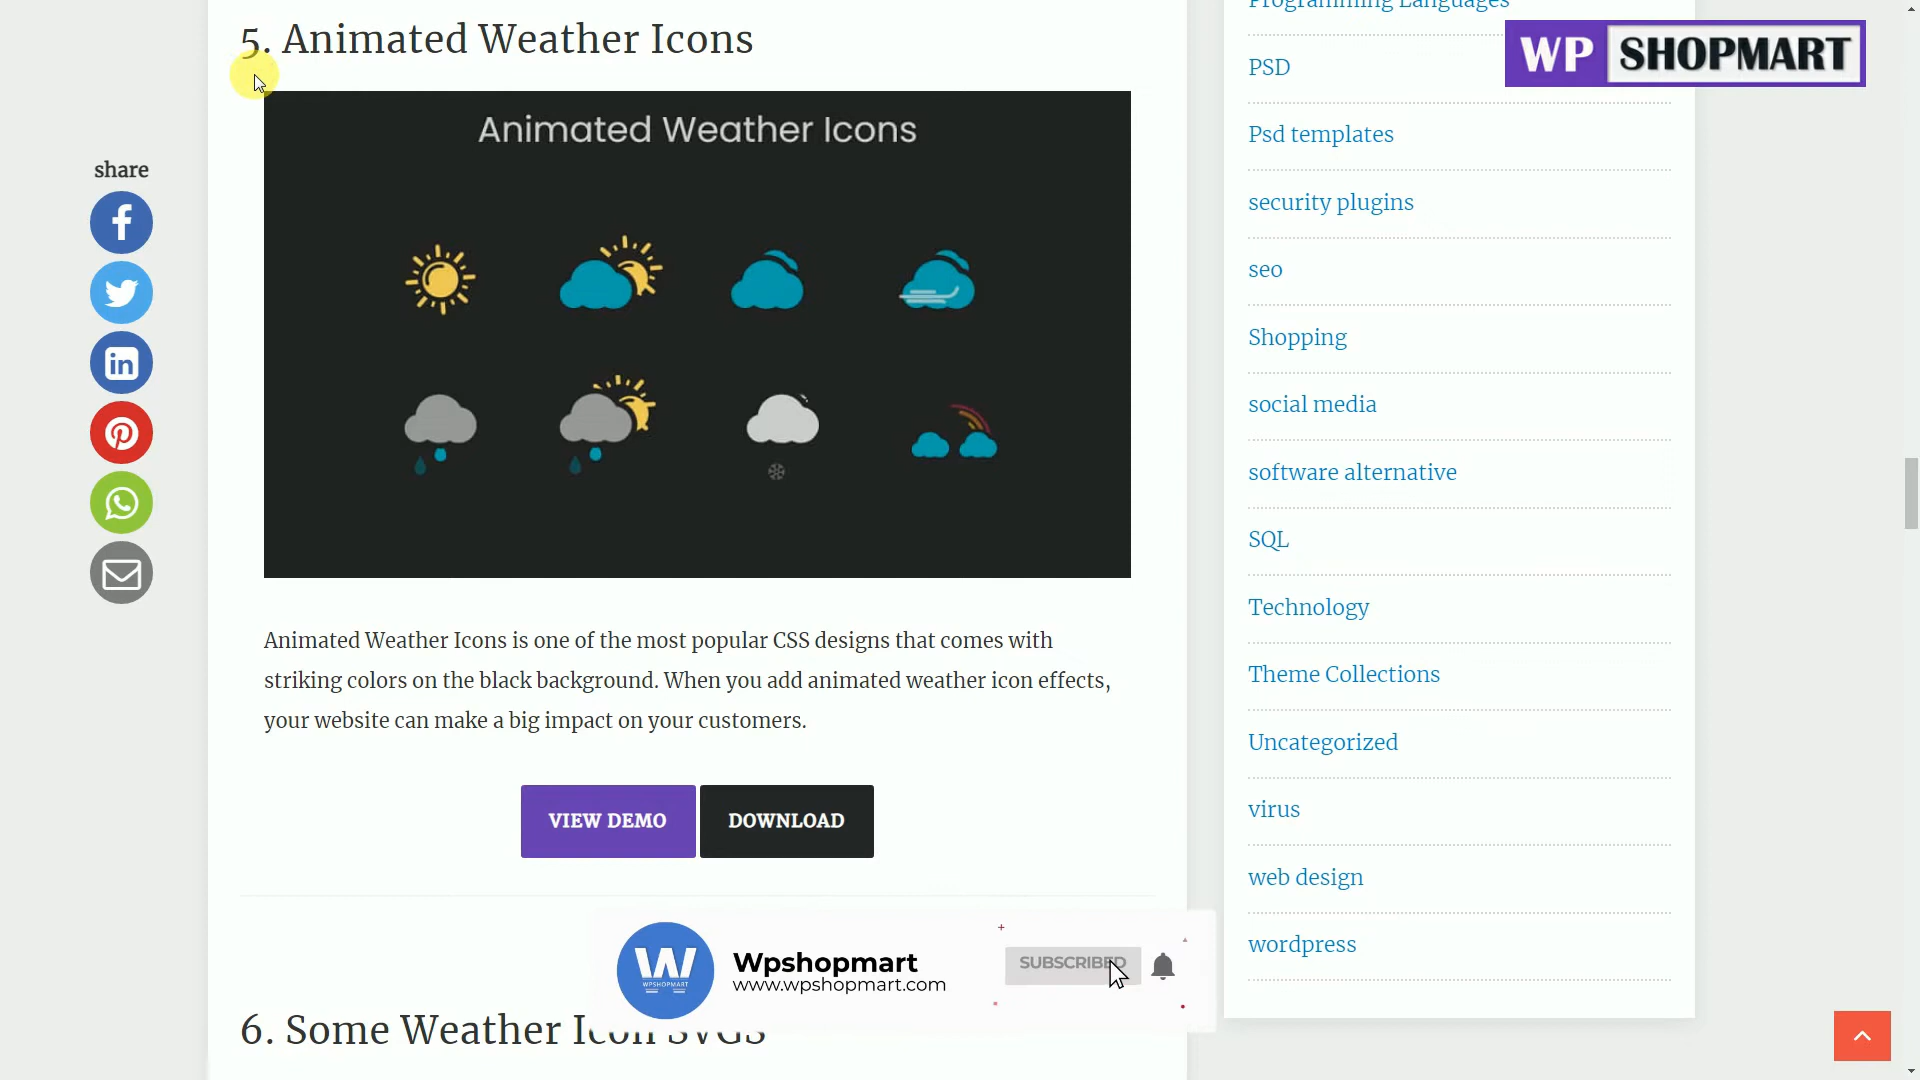 Programming Languages
5. Animated Weather Icons
WP SHOPMART
PSD
Animated Weather Icons
Psd templates
share
security plugins
seo
Shopping
social media
software alternative
SQL
Technology
Animated Weather Icons is one of the most popular CSS designs that comes with
striking colors on the black background. When you add animated weather icon effects,
your website can make a big impact on your customers.
Theme Collections
Uncategorized
VIEW DEMO
DOWNLOAD
virus
web design
wordpress
W
WPSHOPMART
Wpshopmart
www.wpshopmart.com
SUBSCRIBED
6. Some Weather Icon SVGs